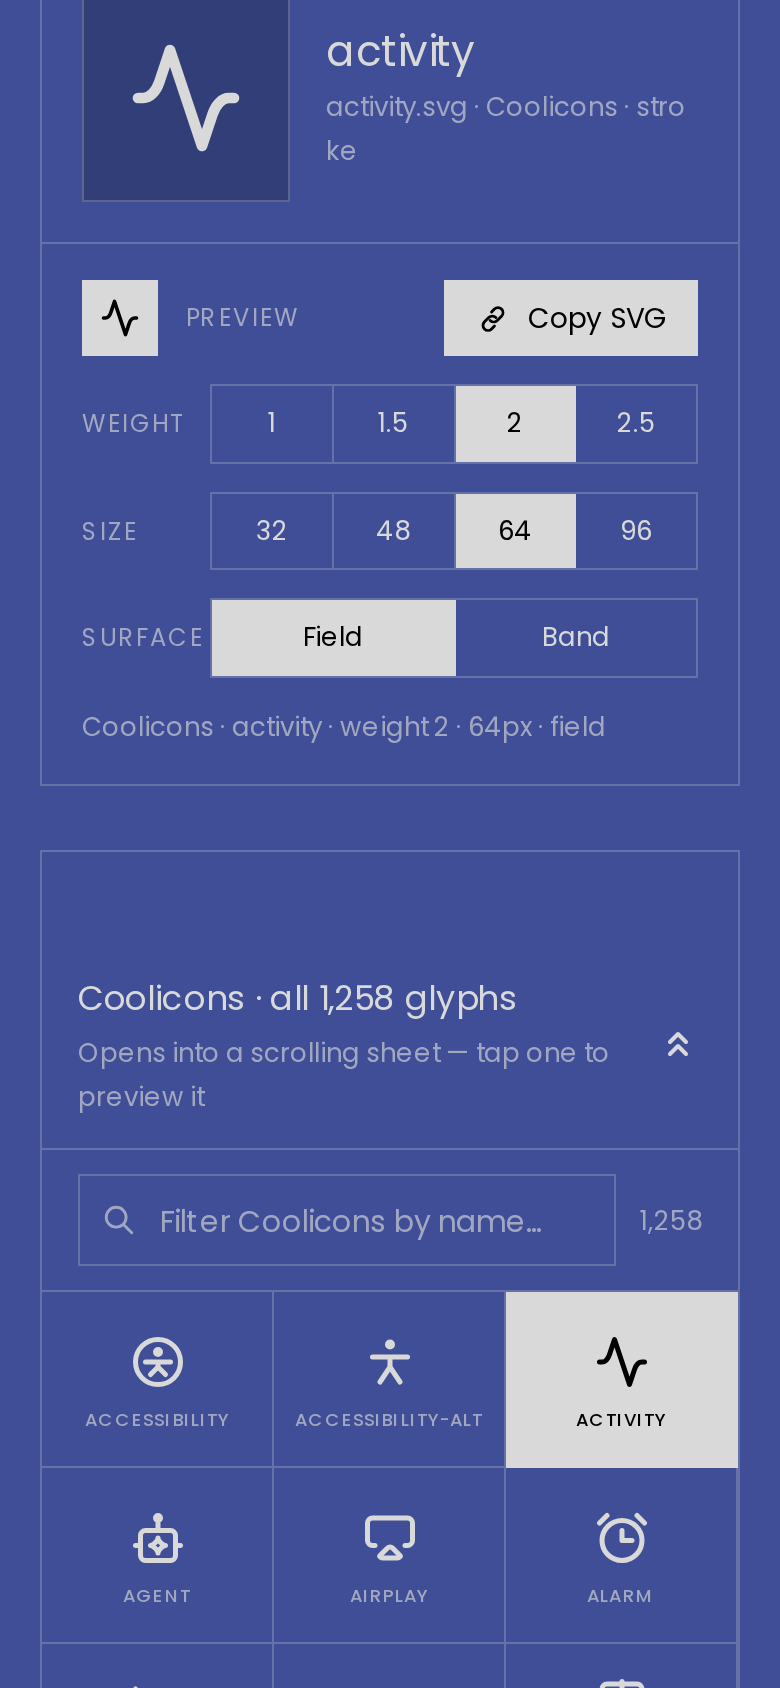 activity
activity.svg · Coolicons · stro
ke
PREVIEW
Copy SVG
WEIGHT 1 1.5 2 2.5
SIZE 32 48 64 96
SURFACE Field Band
Coolicons · activity · weight 2 · 64px · field
Coolicons · all 1,258 glyphs
Opens into a scrolling sheet — tap one to
preview it
Filter Coolicons by name… 1,258
ACCESSIBILITY ACCESSIBILITY-ALT ACTIVITY
AGENT AIRPLAY ALARM